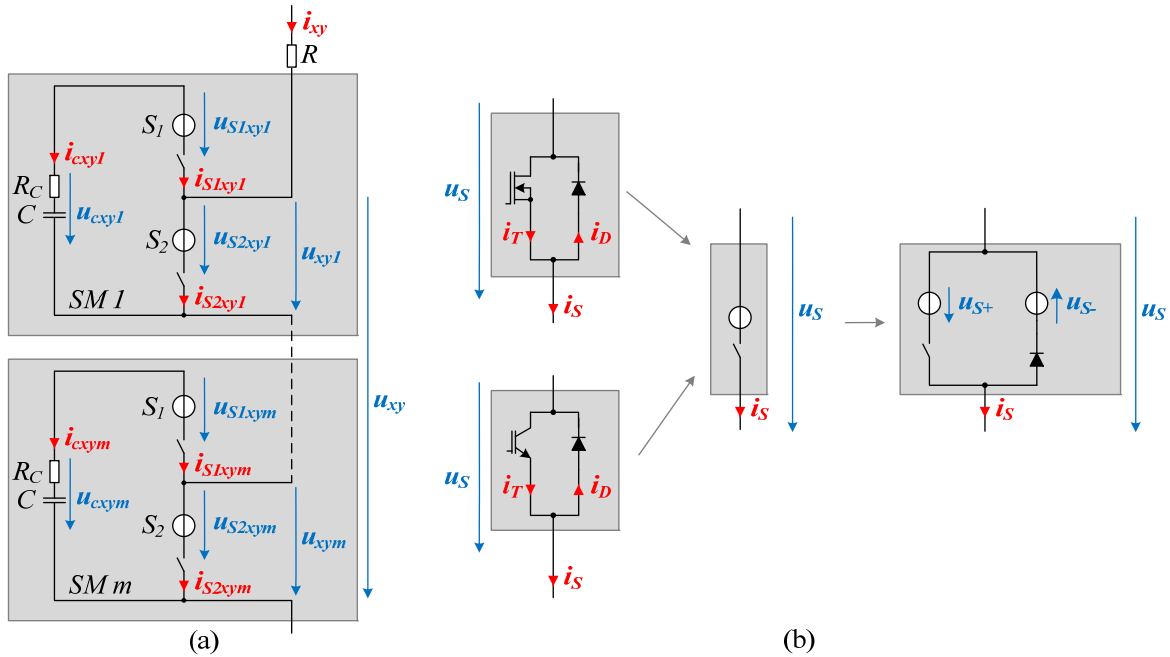 i_xy
R
S_1
u_S1xy1
i_cxy1
i_S1xy1
R_C
C
u_cxy1
S_2
u_S2xy1
u_xy1
SM 1
i_S2xy1
u_xy
S_1
u_S1xym
i_cxym
i_S1xym
R_C
C
u_cxym
S_2
u_S2xym
u_xym
SM m
i_S2xym
(a)
u_S
i_T
i_D
i_S
u_S
i_T
i_D
i_S
u_S
i_S
u_S+
u_S-
u_S
i_S
(b)